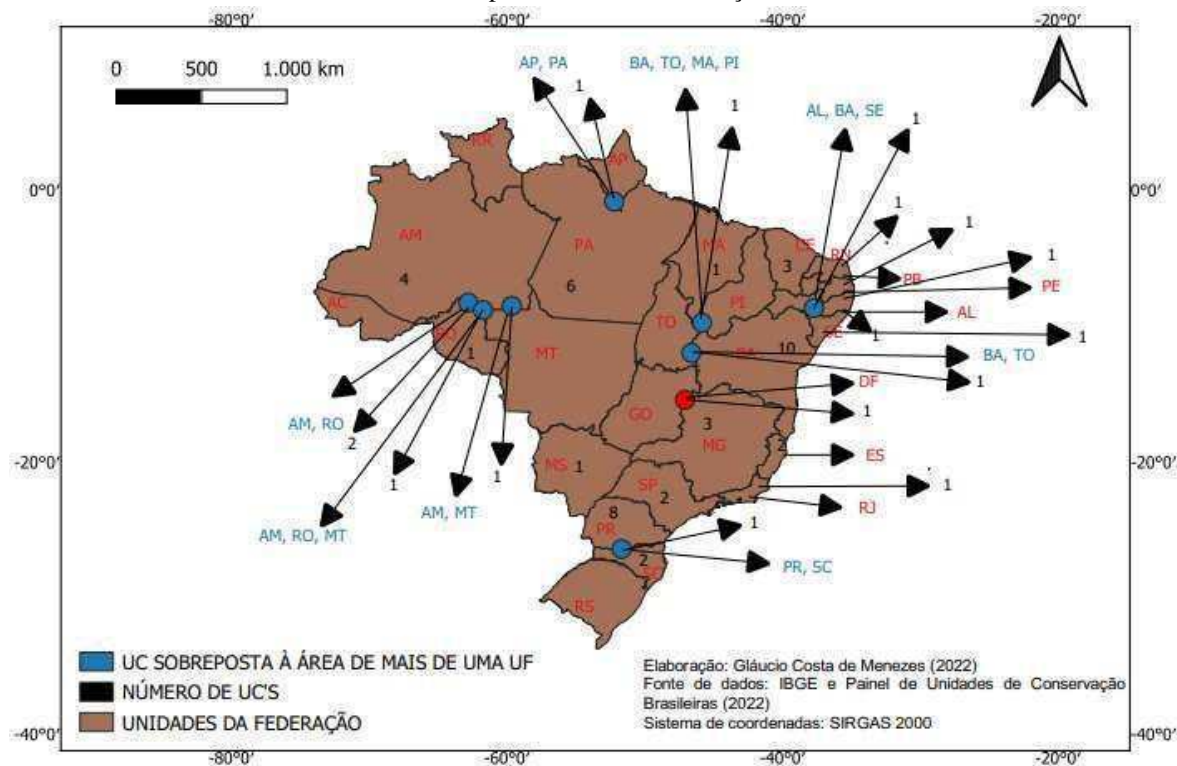 -80°0′ -60°0′ -40°0′ -20°0′
0 500 1.000 km
AP, PA
1
BA, TO, MA, PI
1
AL, BA, SE
1
RR
AP
0°0′
0°0′
1
1
AM
PA
MA
CE
RN
1
4
6
1
3
PB
PE
PI
AC
TO
AL
SE
1
RO
1
MT
BA
10
1
BA, TO
DF
1
GO
3
1
AM, RO
2
MG
2
ES
-20°0′
-20°0′
MS
1
1
1
SP
1
AM, MT
2
RJ
8
AM, RO, MT
PR
1
2
PR, SC
SC
RS
UC SOBREPOSTA À ÁREA DE MAIS DE UMA UF
NÚMERO DE UC'S
UNIDADES DA FEDERAÇÃO
Elaboração: Gláucio Costa de Menezes (2022)
Fonte de dados: IBGE e Painel de Unidades de Conservação
Brasileiras (2022)
Sistema de coordenadas: SIRGAS 2000
-40°0′
-40°0′
-80°0′ -60°0′ -40°0′ -20°0′